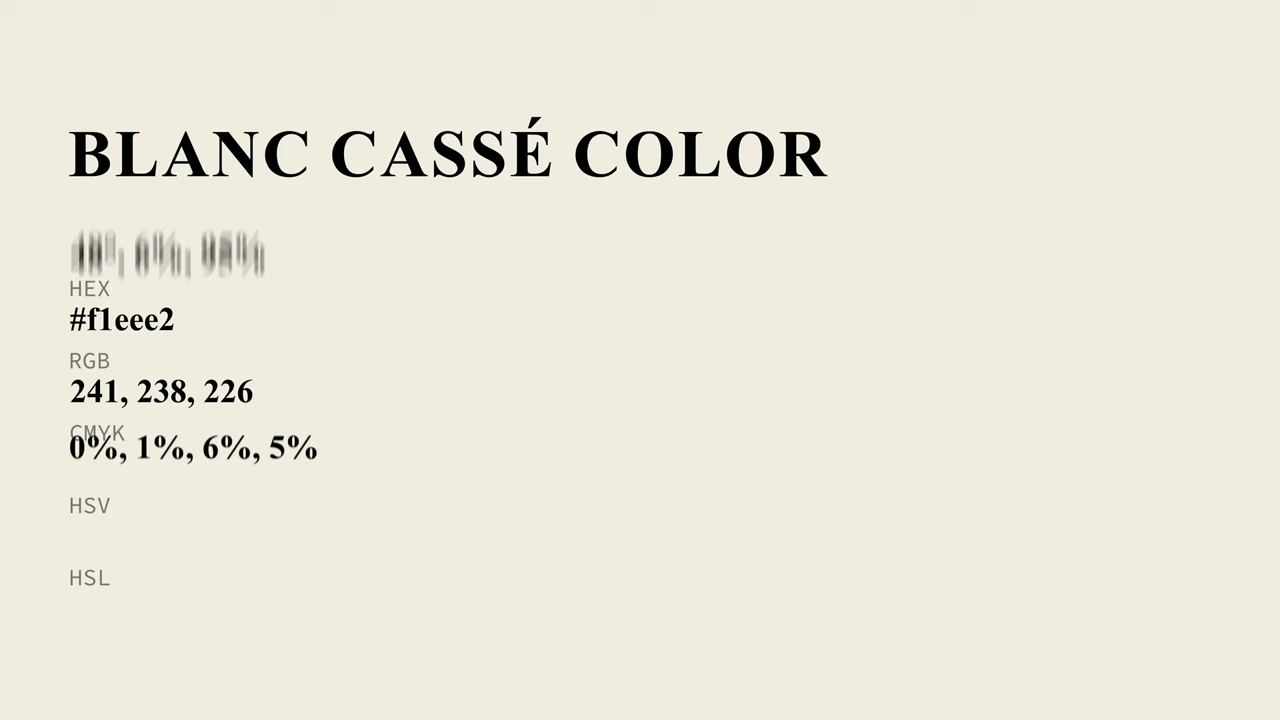 BLANC CASSÉ COLOR
HEX
#f1eee2
RGB
241, 238, 226
CMYK
0%, 1%, 6%, 5%
HSV
HSL